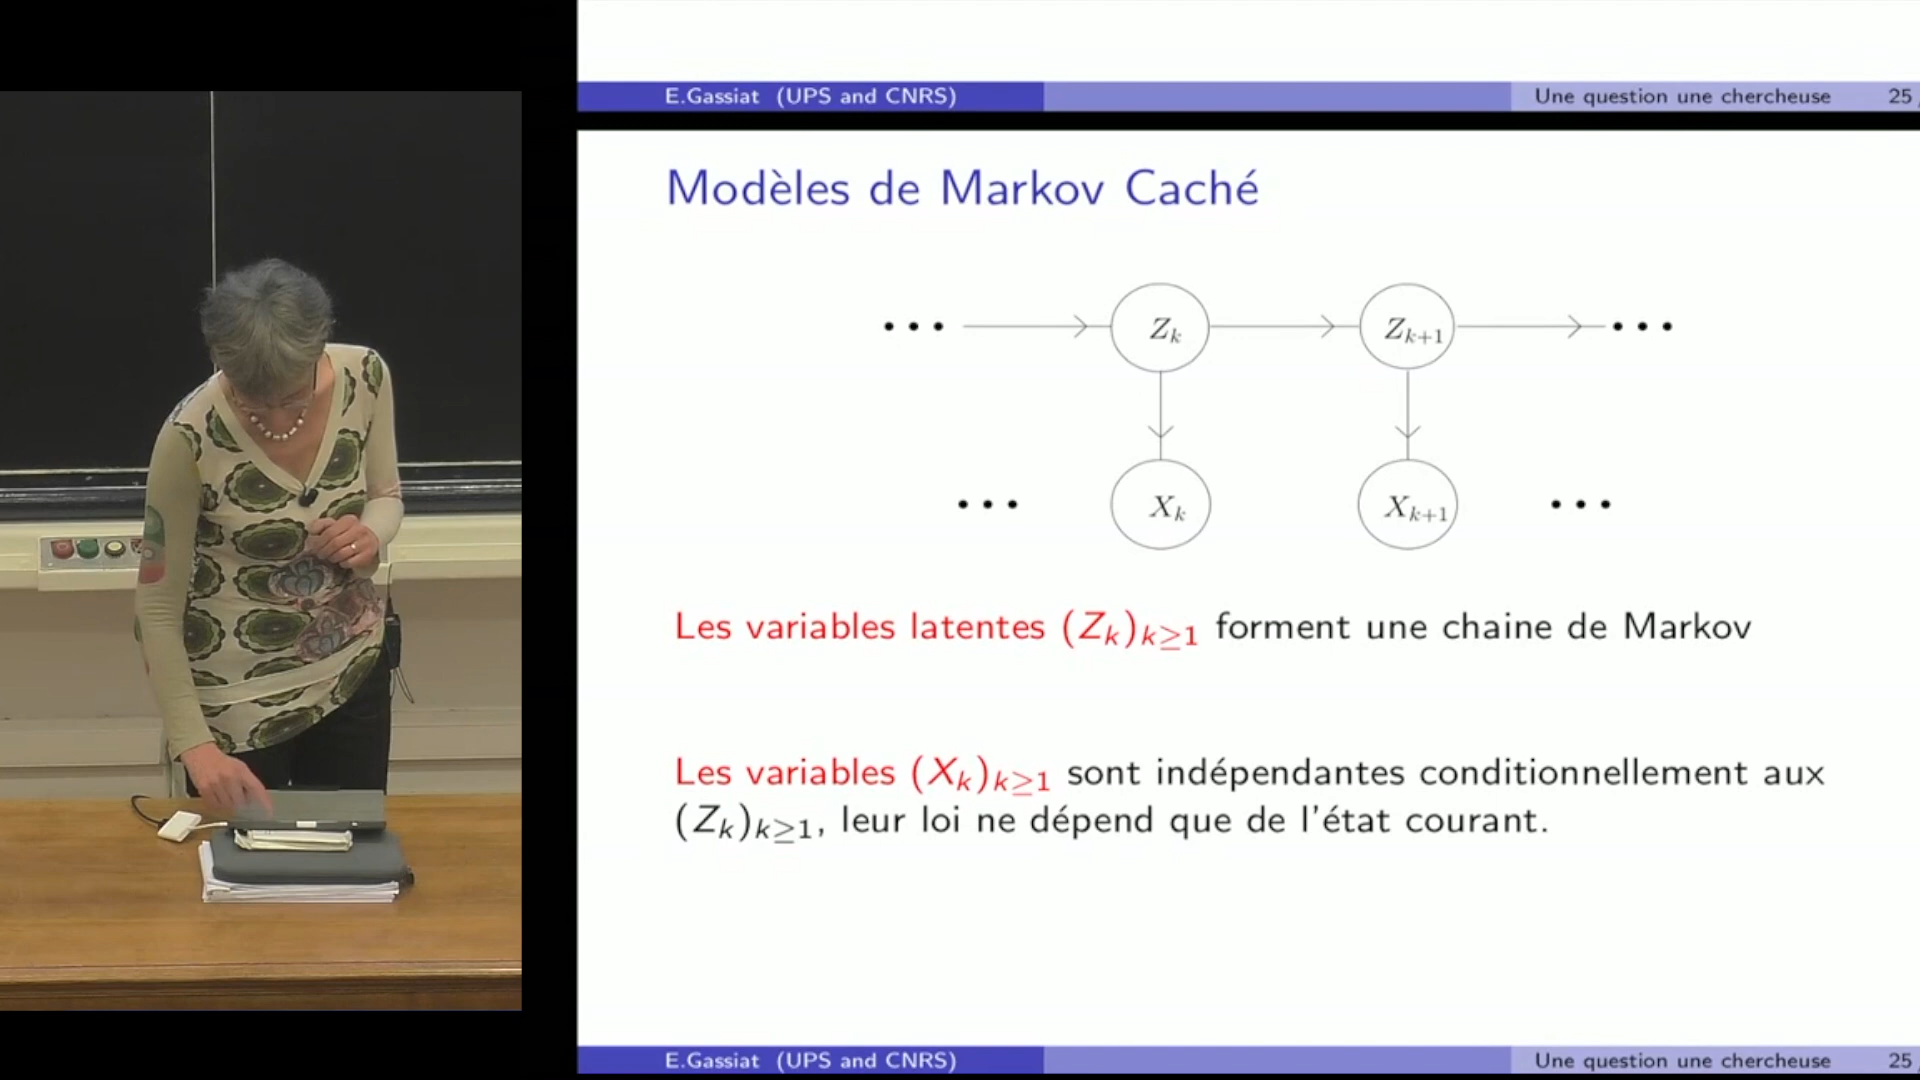 E.Gassiat (UPS and CNRS) Une question une chercheuse 25
Modèles de Markov Caché
Z_k Z_{k+1}
X_k X_{k+1}
Les variables latentes (Z_k)_{k≥1} forment une chaine de Markov
Les variables (X_k)_{k≥1} sont indépendantes conditionnellement aux
(Z_k)_{k≥1}, leur loi ne dépend que de l'état courant.
E.Gassiat (UPS and CNRS) Une question une chercheuse 25